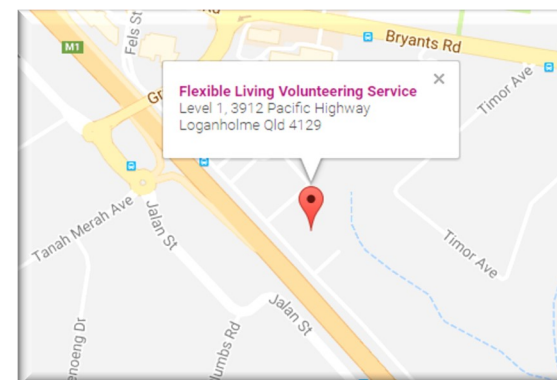 M1
Fels St
Bryants Rd
Timor Ave
Flexible Living Volunteering Service
Level 1, 3912 Pacific Highway
Loganholme Qld 4129
Tanah Merah Ave
Jalan St
Timor Ave
Jalan St